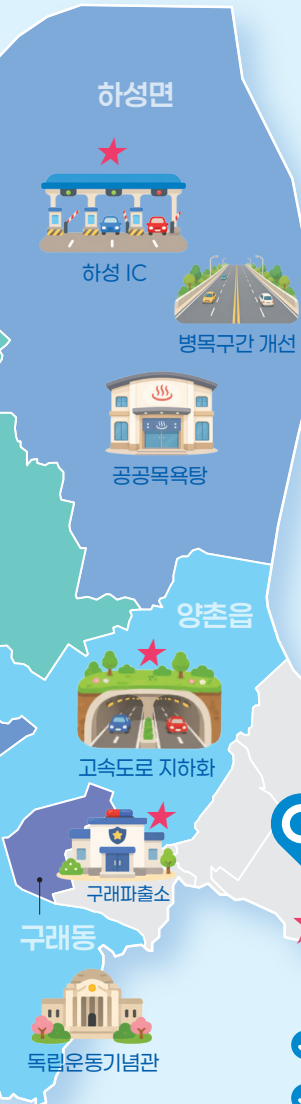 하성면
하성 IC
병목구간 개선
공공목욕탕
양촌읍
고속도로 지하화
구래파출소
구래동
독립운동기념관